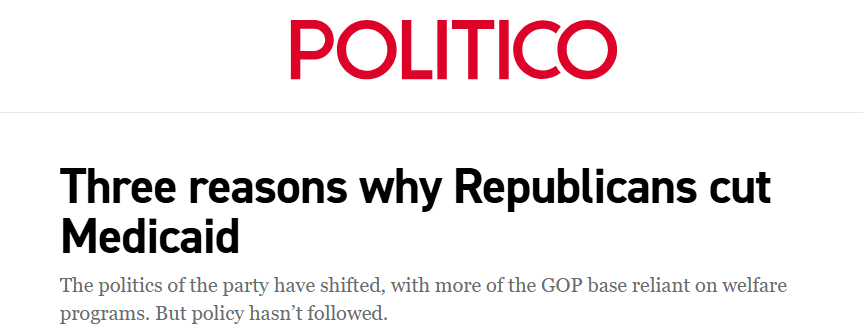 POLITICO
Three reasons why Republicans cut
Medicaid
The politics of the party have shifted, with more of the GOP base reliant on welfare
programs. But policy hasn’t followed.